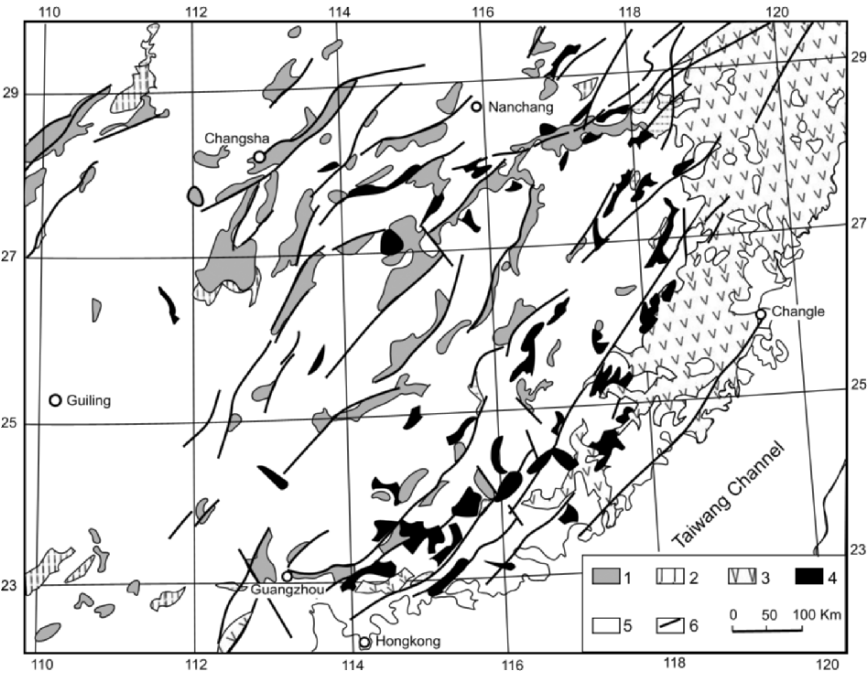 110 112 114 116 118 120
29 29
Nanchang
Changsha
27 27
Changle
Guiling
25 25
Taiwang Channel
23 23
Guangzhou
Hongkong
1 2 3 4
5 6 0 50 100 Km
110 112 114 116 118 120